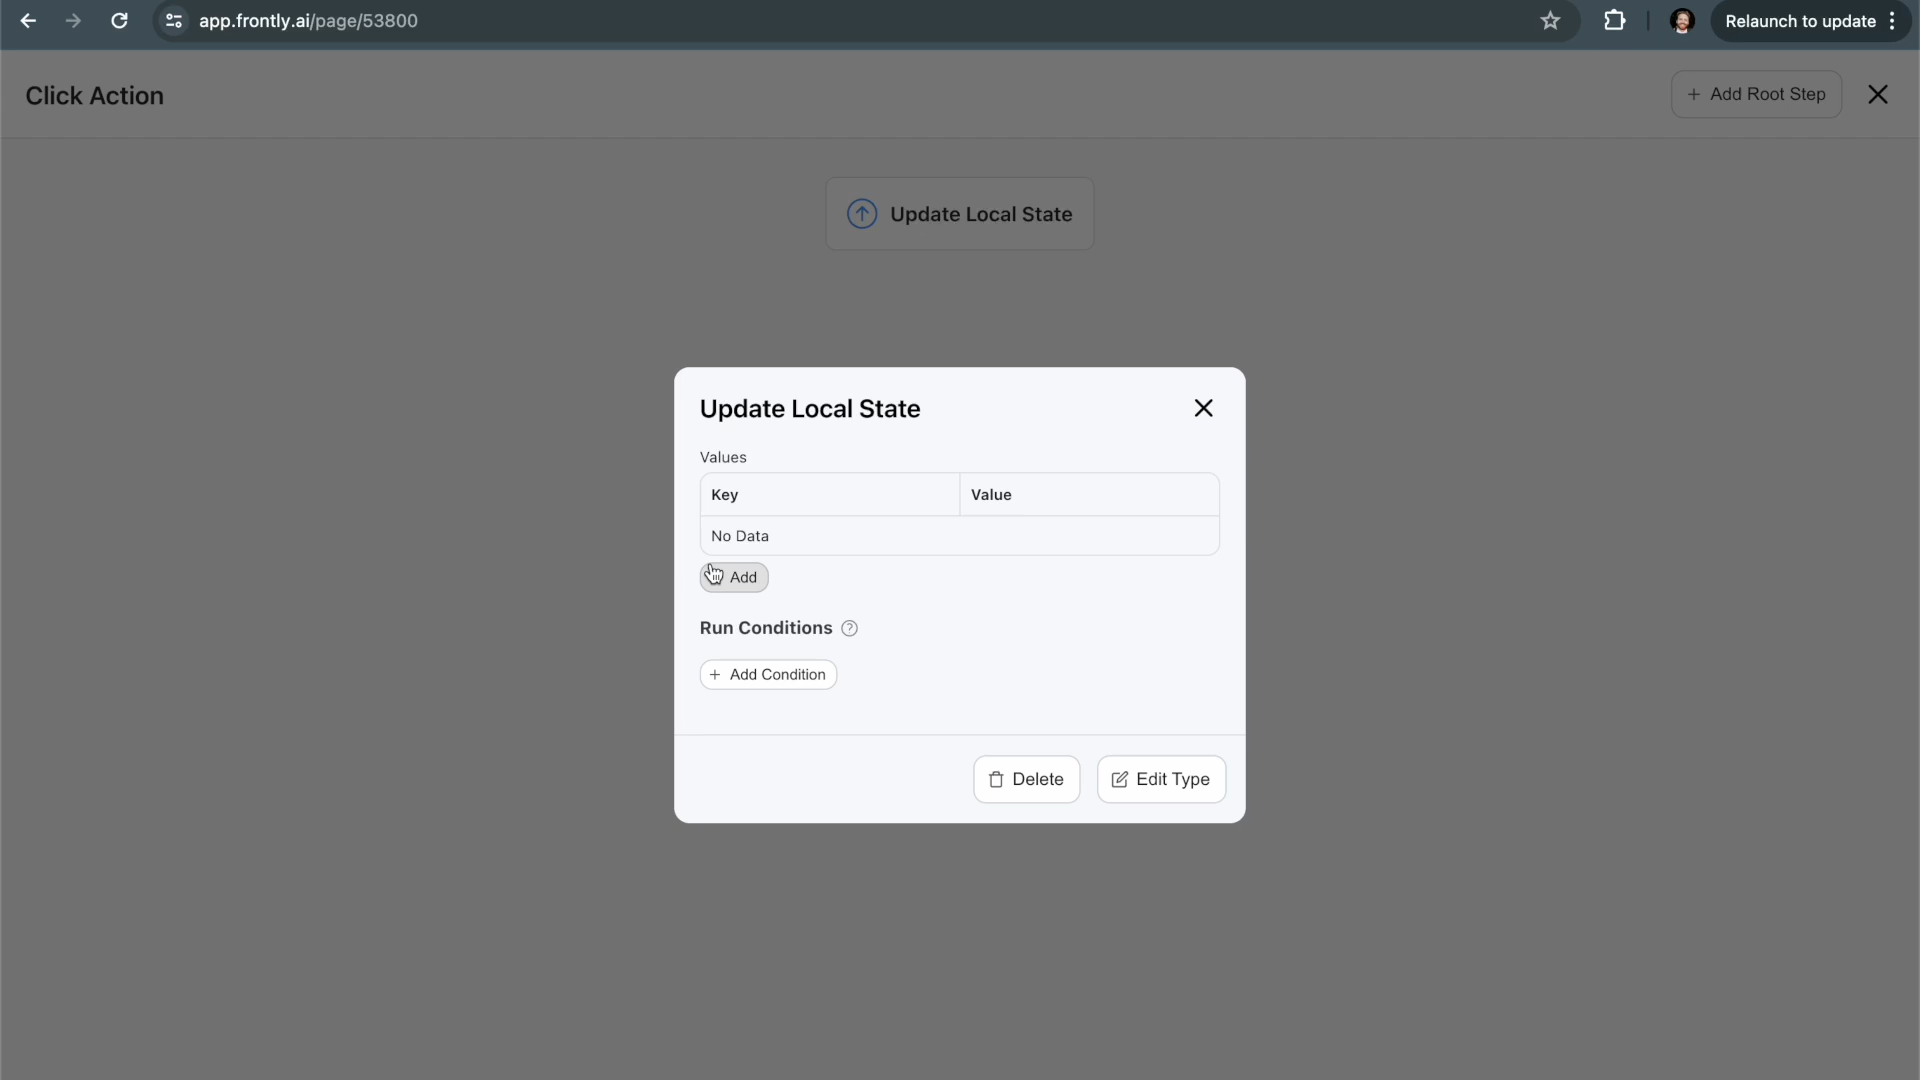 app.frontly.ai/page/53800
Relaunch to update
Click Action
+ Add Root Step
Update Local State
Update Local State
Values
Key Value
No Data
Add
Run Conditions ?
+ Add Condition
Delete Edit Type